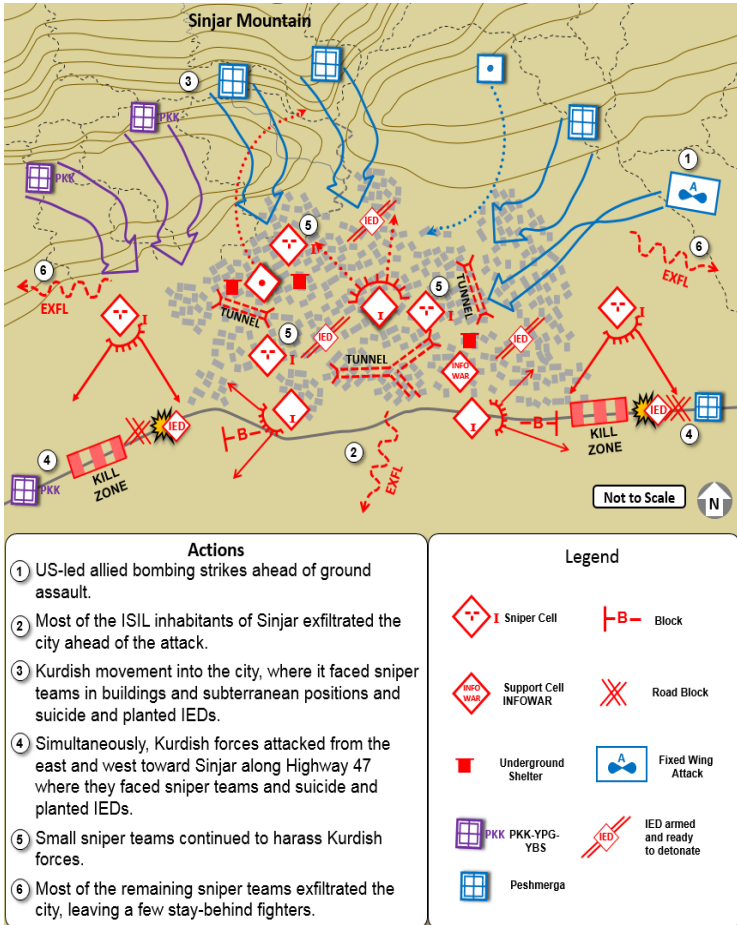 Sinjar Mountain
3
PKK
PKK
1
A
6
EXFL
6
EXFL
5
I
IED
5
I
TUNNEL
TUNNEL
I
I
I
5
I
IED
TUNNEL
IED
INFO
WAR
I
I
IED
B
B
IED
KILL
ZONE
KILL
ZONE
4
4
PKK
2
EXFL
Not to Scale
N
Actions
1 US-led allied bombing strikes ahead of ground
assault.
2 Most of the ISIL inhabitants of Sinjar exfiltrated the
city ahead of the attack.
3 Kurdish movement into the city, where it faced sniper
teams in buildings and subterranean positions and
suicide and planted IEDs.
4 Simultaneously, Kurdish forces attacked from the
east and west toward Sinjar along Highway 47
where they faced sniper teams and suicide and
planted IEDs.
5 Small sniper teams continued to harass Kurdish
forces.
6 Most of the remaining sniper teams exfiltrated the
city, leaving a few stay-behind fighters.
Legend
I Sniper Cell
B Block
INFO
WAR
Support Cell
INFOWAR
Road Block
Underground
Shelter
A
Fixed Wing
Attack
PKK PKK-YPG-
YBS
IED
IED armed
and ready
to detonate
Peshmerga